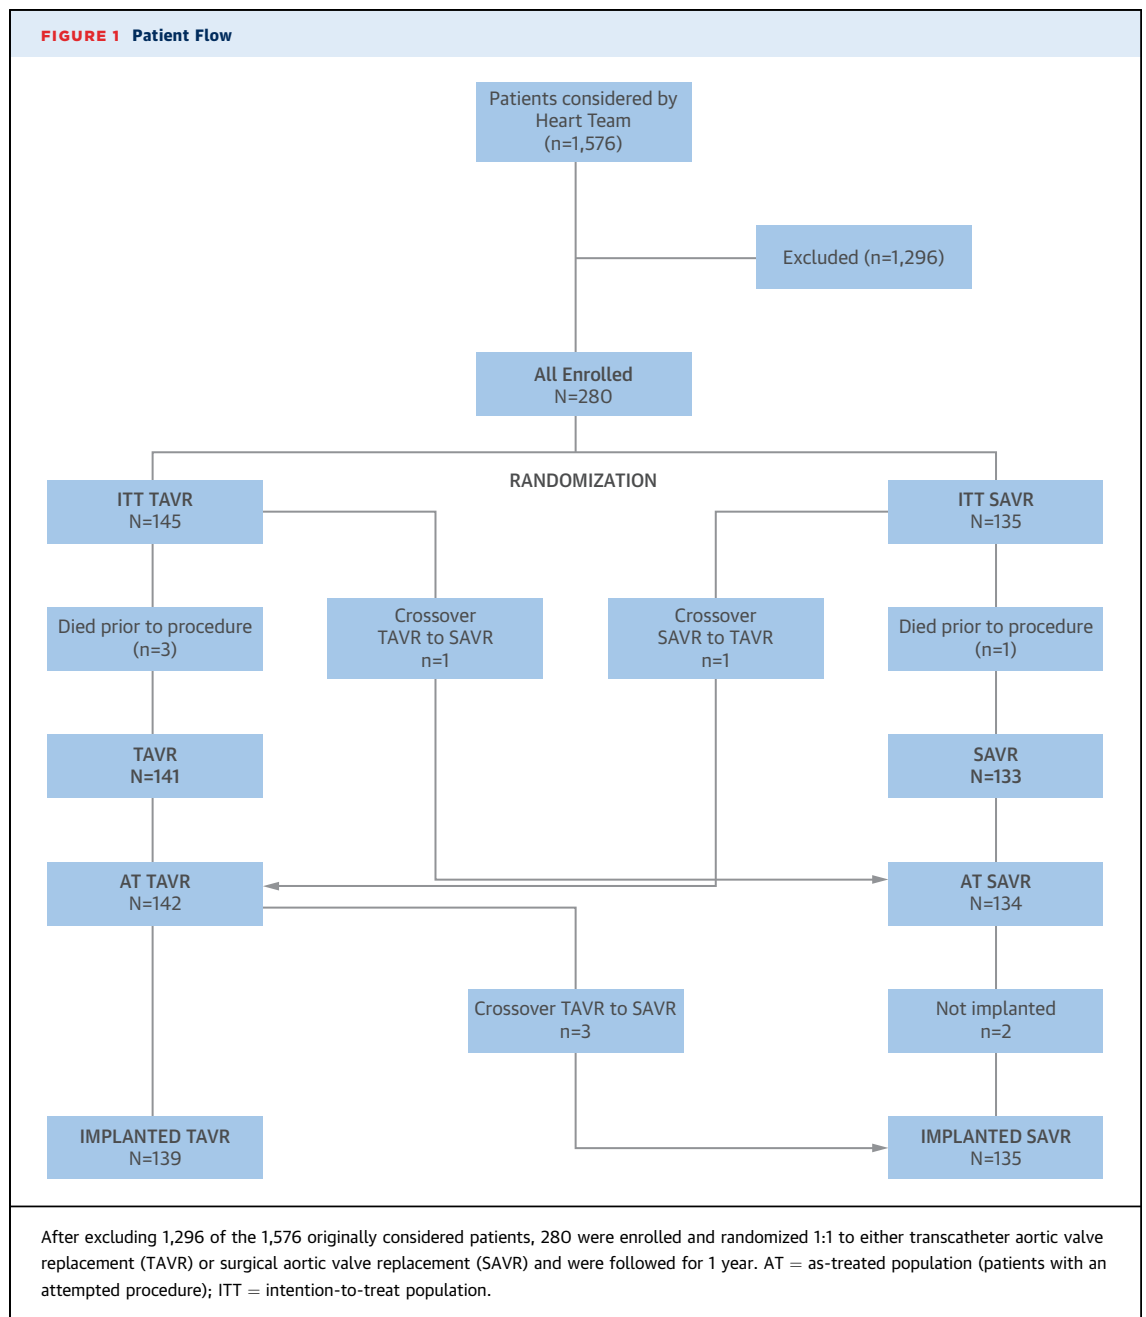 FIGURE 1 Patient Flow
Patients considered by
Heart Team
(n=1,576)
Excluded (n=1,296)
All Enrolled
N=280
RANDOMIZATION
ITT TAVR
N=145
ITT SAVR
N=135
Died prior to procedure
(n=3)
Crossover
TAVR to SAVR
n=1
Crossover
SAVR to TAVR
n=1
Died prior to procedure
(n=1)
TAVR
N=141
SAVR
N=133
AT TAVR
N=142
AT SAVR
N=134
Crossover TAVR to SAVR
n=3
Not implanted
n=2
IMPLANTED TAVR
N=139
IMPLANTED SAVR
N=135
After excluding 1,296 of the 1,576 originally considered patients, 280 were enrolled and randomized 1:1 to either transcatheter aortic valve
replacement (TAVR) or surgical aortic valve replacement (SAVR) and were followed for 1 year. AT = as-treated population (patients with an
attempted procedure); ITT = intention-to-treat population.